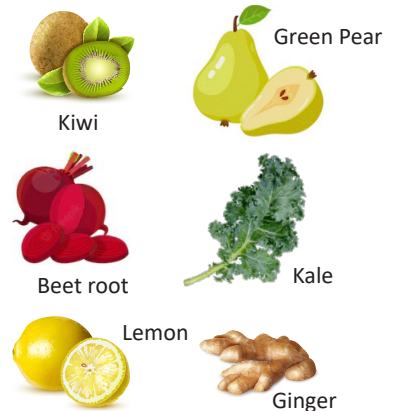 Green Pear
Kiwi
Beet root
Kale
Lemon
Ginger